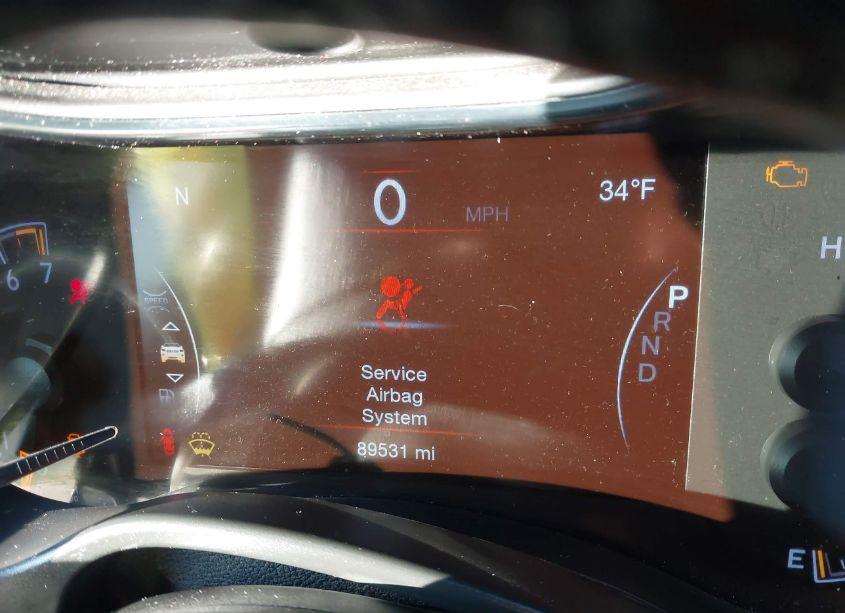 N
0 MPH
34°F
6 7
H
SPEED
P
R
N
D
Service
Airbag
System
89531 mi
E